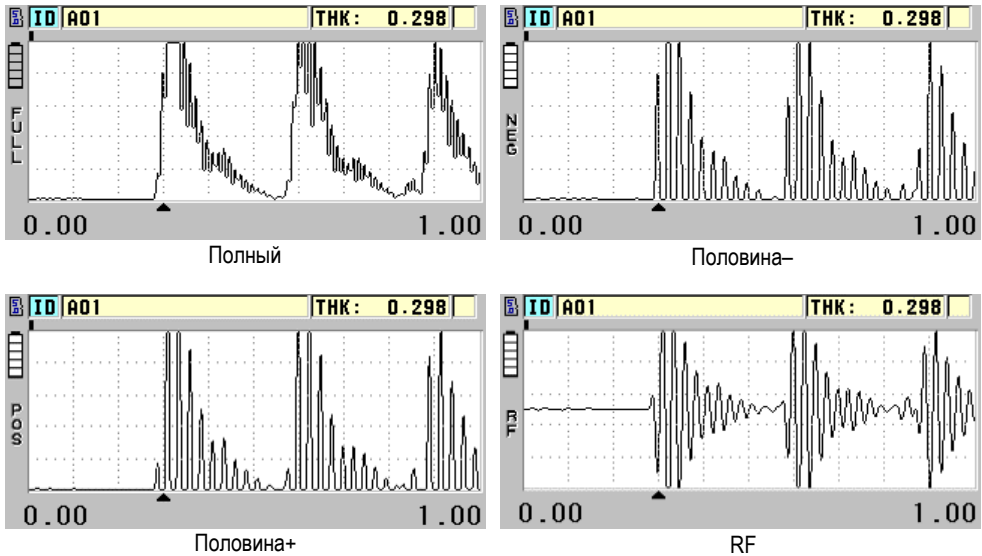 ID A01 THK: 0.298
FULL
0.00 1.00
Полный
ID A01 THK: 0.298
NEG
0.00 1.00
Половина–
ID A01 THK: 0.298
POS
0.00 1.00
Половина+
ID A01 THK: 0.298
RF
0.00 1.00
RF